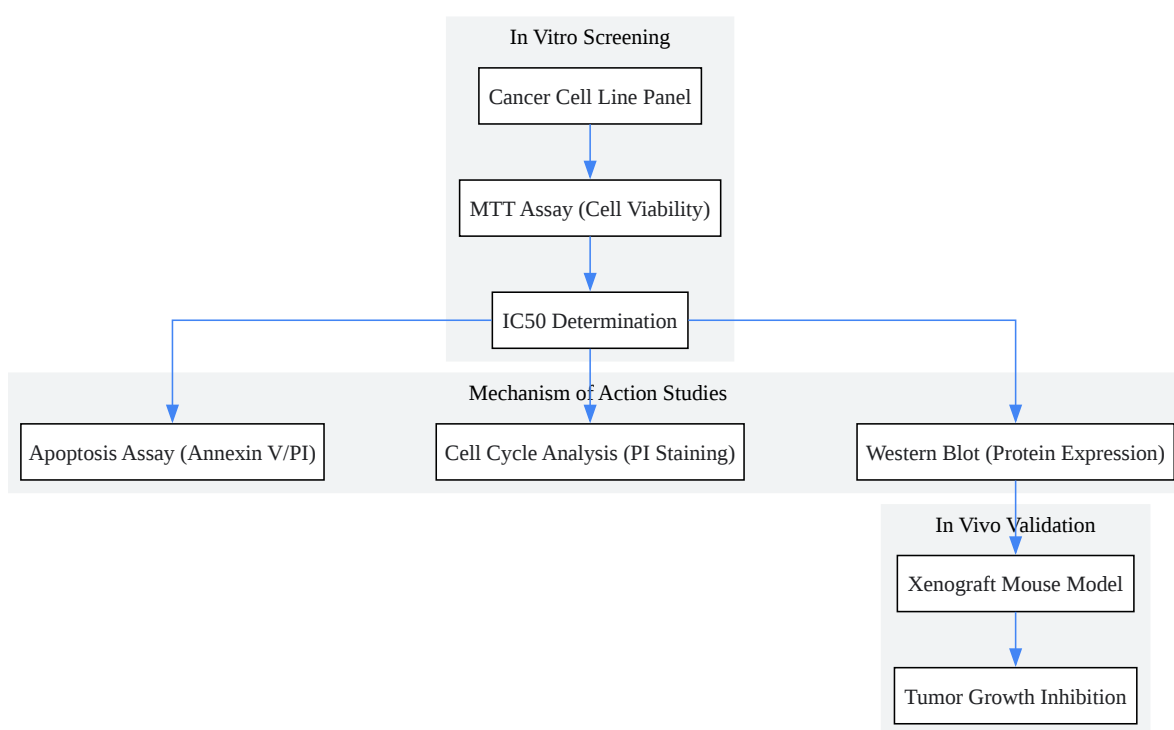 In Vitro Screening
Cancer Cell Line Panel
MTT Assay (Cell Viability)
IC50 Determination
Mechanism of Action Studies
Apoptosis Assay (Annexin V/PI)
Cell Cycle Analysis (PI Staining)
Western Blot (Protein Expression)
In Vivo Validation
Xenograft Mouse Model
Tumor Growth Inhibition